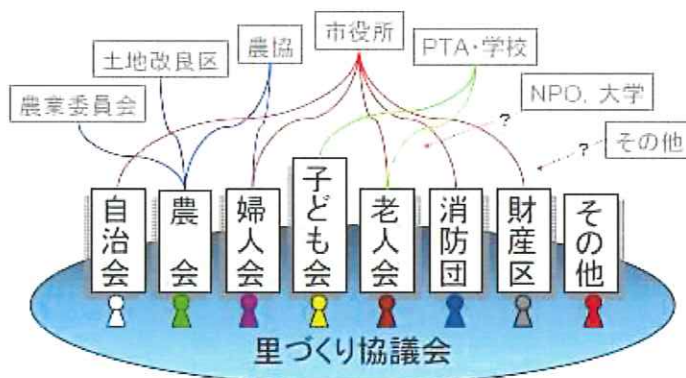 市役所
農協
PTA・学校
土地改良区
NPO, 大学
農業委員会
?
?
その他
自治会
農会
婦人会
子ども会
老人会
消防団
財産区
その他
里づくり協議会